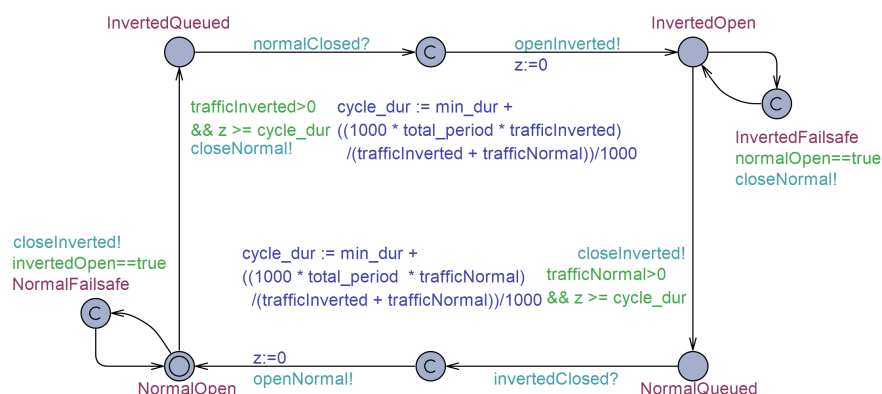 InvertedQueued
InvertedOpen
normalClosed?
C
openInverted!
z:=0
C
trafficInverted>0
&& z >= cycle_dur
closeNormal!
cycle_dur := min_dur +
((1000 * total_period * trafficInverted)
/(trafficInverted + trafficNormal))/1000
InvertedFailsafe
normalOpen==true
closeNormal!
closeInverted!
invertedOpen==true
NormalFailsafe
C
cycle_dur := min_dur +
((1000 * total_period * trafficNormal)
/(trafficInverted + trafficNormal))/1000
closeInverted!
trafficNormal>0
&& z >= cycle_dur
z:=0
openNormal!
C
invertedClosed?
NormalOpen
NormalQueued